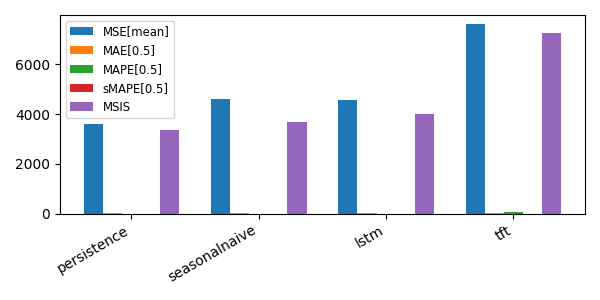 MSE[mean]
MAE[0.5]
MAPE[0.5]
sMAPE[0.5]
MSIS
6000
4000
2000
0
persistence
seasonalnaive
lstm
tft